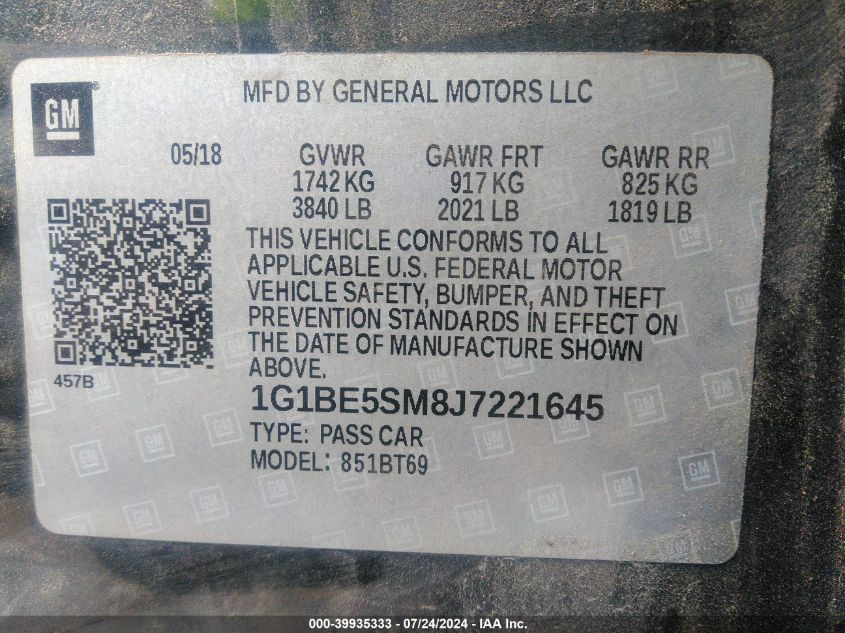 GM
®
MFD BY GENERAL MOTORS LLC
05/18 GVWR GAWR FRT GAWR RR
1742 KG 917 KG 825 KG
3840 LB 2021 LB 1819 LB
THIS VEHICLE CONFORMS TO ALL
APPLICABLE U.S. FEDERAL MOTOR
VEHICLE SAFETY, BUMPER, AND THEFT
PREVENTION STANDARDS IN EFFECT ON
THE DATE OF MANUFACTURE SHOWN
ABOVE.
457B
1G1BE5SM8J7221645
TYPE: PASS CAR
MODEL: 851BT69
000-39935333 - 07/24/2024 - IAA Inc.